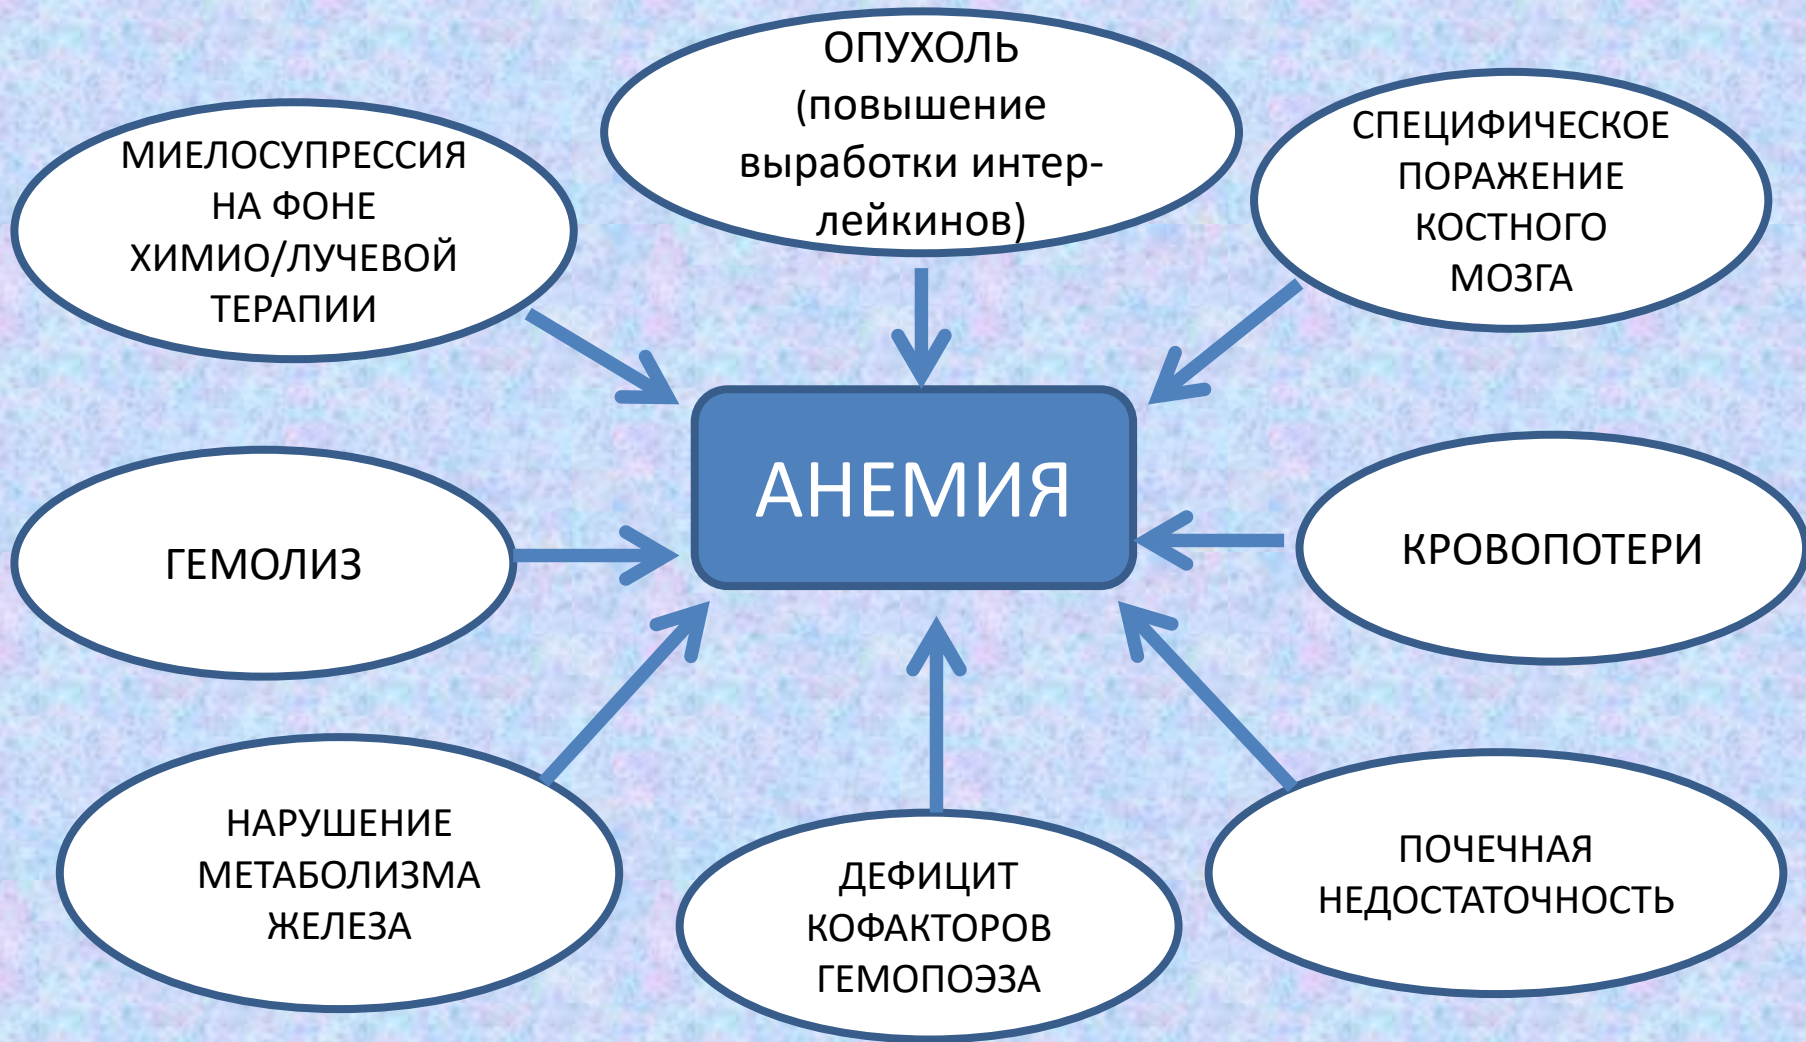 ОПУХОЛЬ
(повышение
выработки интер-
лейкинов)
МИЕЛОСУПРЕССИЯ
НА ФОНЕ
ХИМИО/ЛУЧЕВОЙ
ТЕРАПИИ
СПЕЦИФИЧЕСКОЕ
ПОРАЖЕНИЕ
КОСТНОГО
МОЗГА
АНЕМИЯ
ГЕМОЛИЗ
КРОВОПОТЕРИ
НАРУШЕНИЕ
МЕТАБОЛИЗМА
ЖЕЛЕЗА
ДЕФИЦИТ
КОФАКТОРОВ
ГЕМОПОЭЗА
ПОЧЕЧНАЯ
НЕДОСТАТОЧНОСТЬ